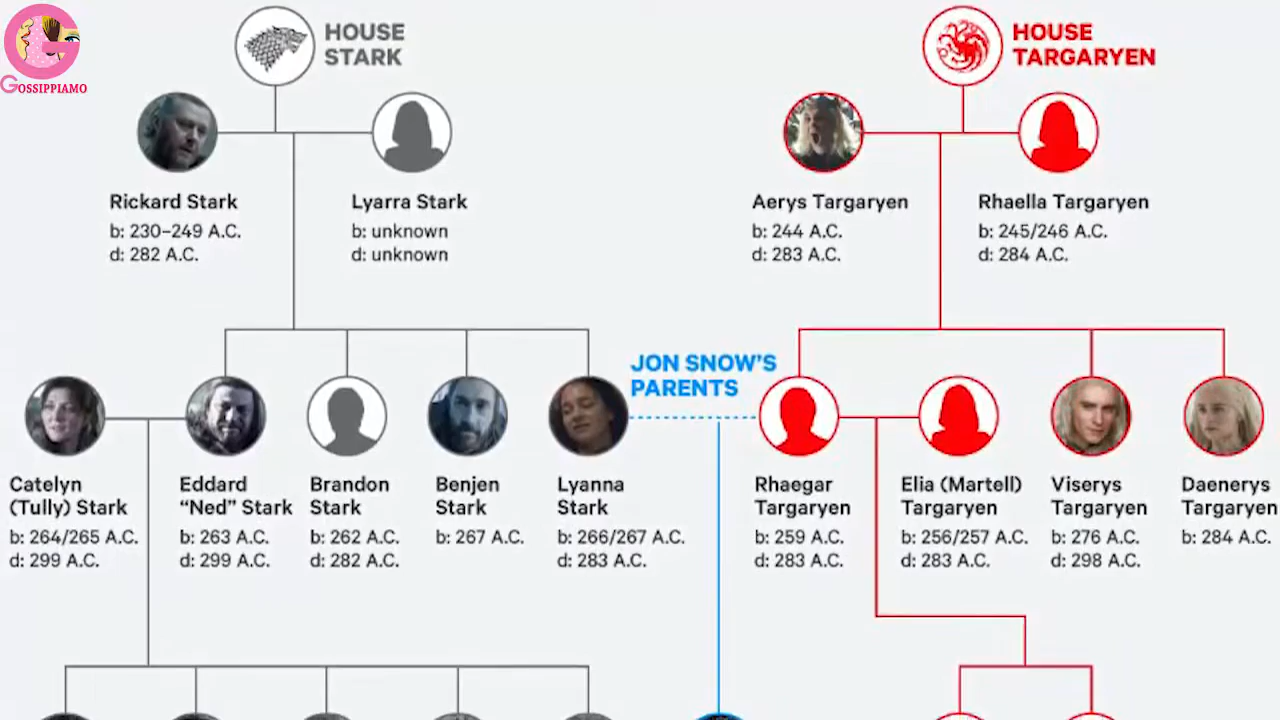 GOSSIPPIAMO
HOUSE
STARK
HOUSE
TARGARYEN
Rickard Stark
b: 230–249 A.C.
d: 282 A.C.
Lyarra Stark
b: unknown
d: unknown
Aerys Targaryen
b: 244 A.C.
d: 283 A.C.
Rhaella Targaryen
b: 245/246 A.C.
d: 284 A.C.
JON SNOW'S
PARENTS
Catelyn
(Tully) Stark
b: 264/265 A.C.
d: 299 A.C.
Eddard
“Ned” Stark
b: 263 A.C.
d: 299 A.C.
Brandon
Stark
b: 262 A.C.
d: 282 A.C.
Benjen
Stark
b: 267 A.C.
Lyanna
Stark
b: 266/267 A.C.
d: 283 A.C.
Rhaegar
Targaryen
b: 259 A.C.
d: 283 A.C.
Elia (Martell)
Targaryen
b: 256/257 A.C.
d: 283 A.C.
Viserys
Targaryen
b: 276 A.C.
d: 298 A.C.
Daenerys
Targaryen
b: 284 A.C.